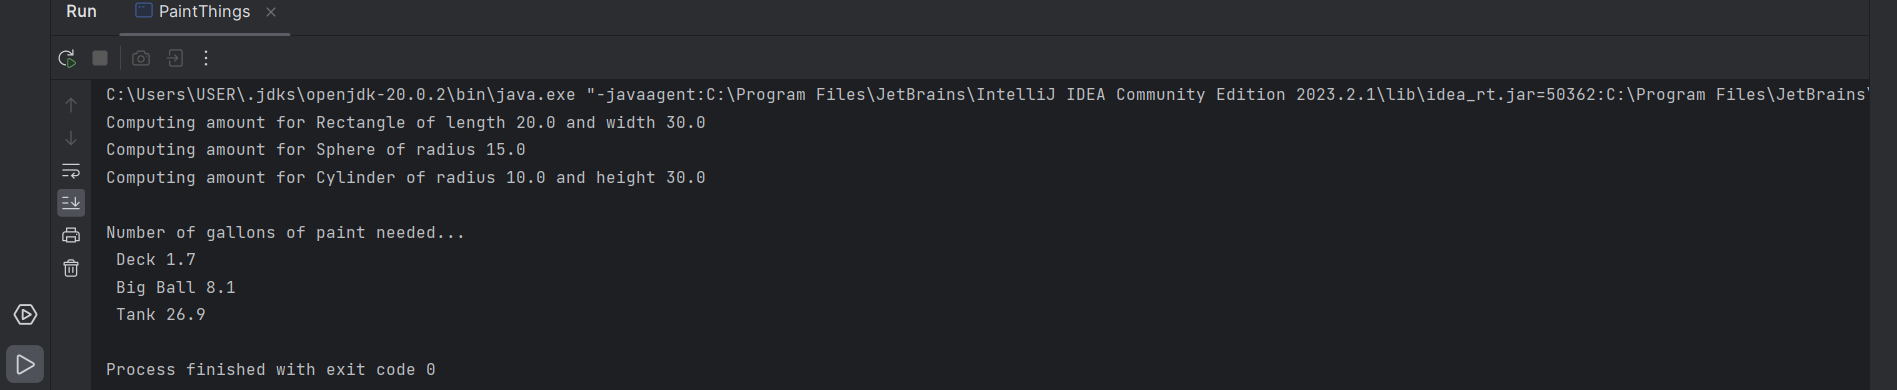 Run PaintThings
C:\Users\USER\.jdks\openjdk-20.0.2\bin\java.exe "-javaagent:C:\Program Files\JetBrains\IntelliJ IDEA Community Edition 2023.2.1\lib\idea_rt.jar=50362:C:\Program Files\JetBrains\
Computing amount for Rectangle of length 20.0 and width 30.0
Computing amount for Sphere of radius 15.0
Computing amount for Cylinder of radius 10.0 and height 30.0
Number of gallons of paint needed...
Deck 1.7
Big Ball 8.1
Tank 26.9
Process finished with exit code 0